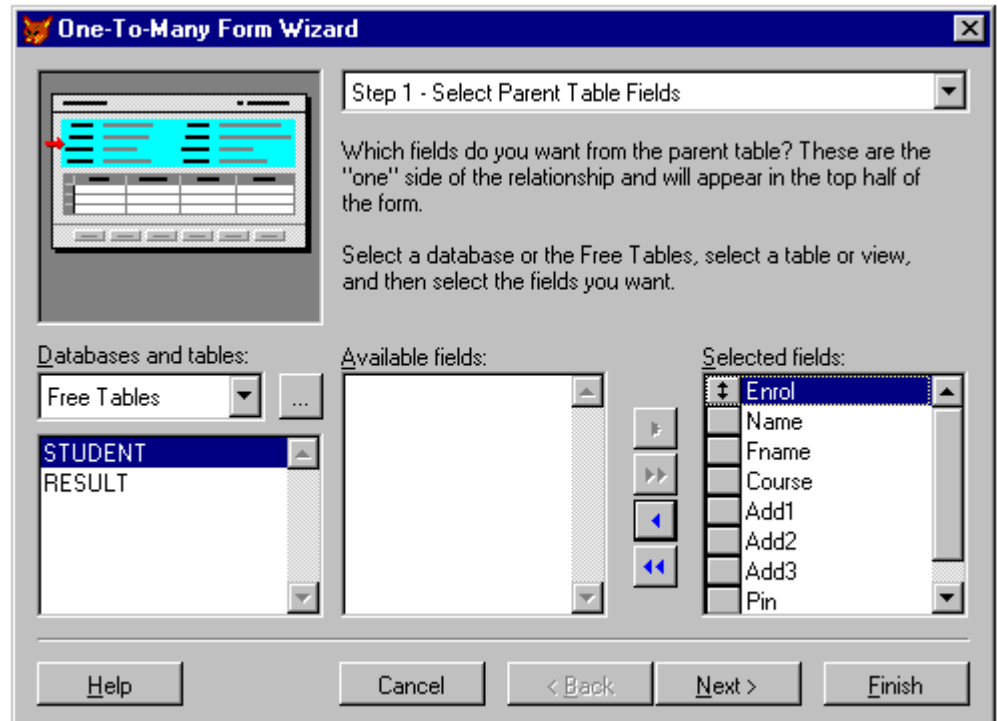 One-To-Many Form Wizard
Step 1 - Select Parent Table Fields
Which fields do you want from the parent table? These are the
"one" side of the relationship and will appear in the top half of
the form.
Select a database or the Free Tables, select a table or view,
and then select the fields you want.
Databases and tables:
Free Tables
...
STUDENT
RESULT
Available fields:
Selected fields:
Enrol
Name
Fname
Course
Add1
Add2
Add3
Pin
Help
Cancel
< Back
Next >
Finish